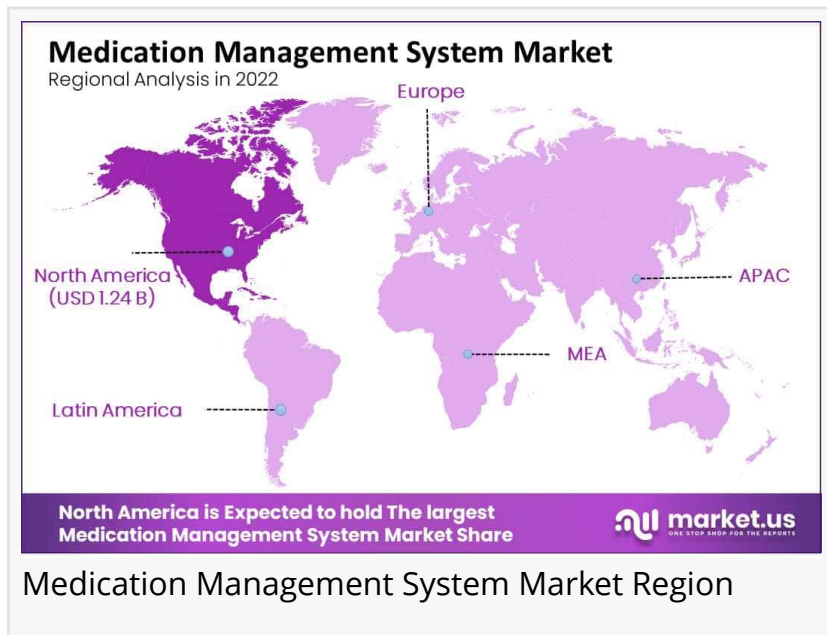 Medication Management System Market
Regional Analysis in 2022
Europe
North America
(USD 1.24 B)
APAC
MEA
Latin America
North America is Expected to hold The largest
Medication Management System Market Share
market.us
ONE STOP SHOP FOR THE REPORTS
Medication Management System Market Region